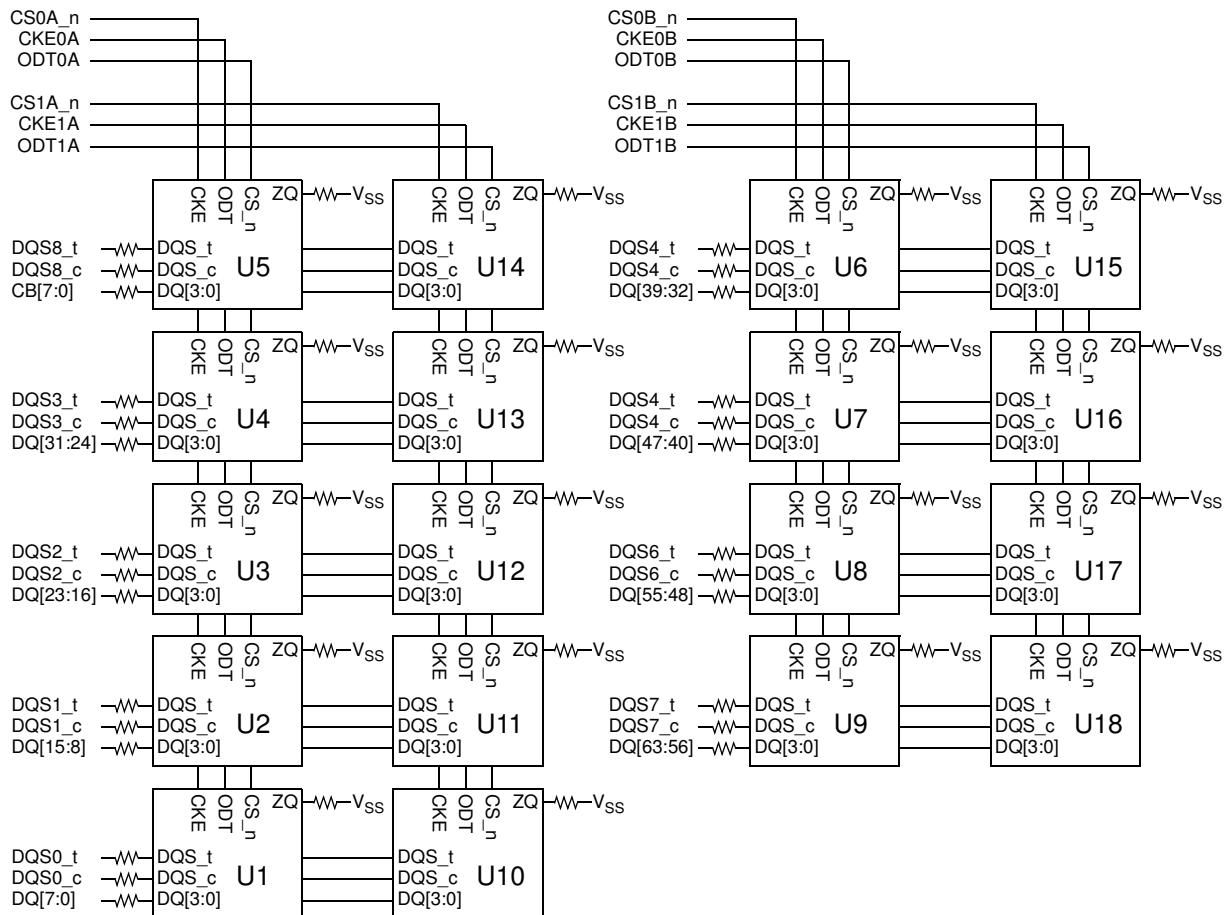 CS0A_n
CKE0A
ODT0A
CS1A_n
CKE1A
ODT1A
CS0B_n
CKE0B
ODT0B
CS1B_n
CKE1B
ODT1B
CKE ODT CS_n ZQ VSS
DQS8_t DQS_t
DQS8_c DQS_c U5
CB[7:0] DQ[3:0]
CKE ODT CS_n ZQ VSS
DQS_t
DQS_c U14
DQ[3:0]
CKE ODT CS_n ZQ VSS
DQS4_t DQS_t
DQS4_c DQS_c U6
DQ[39:32] DQ[3:0]
CKE ODT CS_n ZQ VSS
DQS_t
DQS_c U15
DQ[3:0]
CKE ODT CS_n ZQ VSS
DQS3_t DQS_t
DQS3_c DQS_c U4
DQ[31:24] DQ[3:0]
CKE ODT CS_n ZQ VSS
DQS_t
DQS_c U13
DQ[3:0]
CKE ODT CS_n ZQ VSS
DQS4_t DQS_t
DQS4_c DQS_c U7
DQ[47:40] DQ[3:0]
CKE ODT CS_n ZQ VSS
DQS_t
DQS_c U16
DQ[3:0]
CKE ODT CS_n ZQ VSS
DQS2_t DQS_t
DQS2_c DQS_c U3
DQ[23:16] DQ[3:0]
CKE ODT CS_n ZQ VSS
DQS_t
DQS_c U12
DQ[3:0]
CKE ODT CS_n ZQ VSS
DQS6_t DQS_t
DQS6_c DQS_c U8
DQ[55:48] DQ[3:0]
CKE ODT CS_n ZQ VSS
DQS_t
DQS_c U17
DQ[3:0]
CKE ODT CS_n ZQ VSS
DQS1_t DQS_t
DQS1_c DQS_c U2
DQ[15:8] DQ[3:0]
CKE ODT CS_n ZQ VSS
DQS_t
DQS_c U11
DQ[3:0]
CKE ODT CS_n ZQ VSS
DQS7_t DQS_t
DQS7_c DQS_c U9
DQ[63:56] DQ[3:0]
CKE ODT CS_n ZQ VSS
DQS_t
DQS_c U18
DQ[3:0]
CKE ODT CS_n ZQ VSS
DQS0_t DQS_t
DQS0_c DQS_c U1
DQ[7:0] DQ[3:0]
CKE ODT CS_n ZQ VSS
DQS_t
DQS_c U10
DQ[3:0]